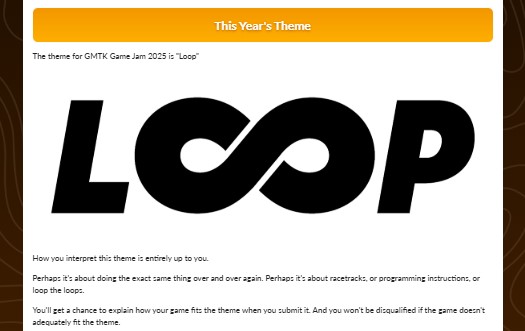 This Year's Theme
The theme for GMTK Game Jam 2025 is "Loop"
LOOP
How you interpret this theme is entirely up to you.
Perhaps it's about doing the exact same thing over and over again. Perhaps it's about racetracks, or programming instructions, or
loop the loops.
You'll get a chance to explain how your game fits the theme when you submit it. And you won't be disqualified if the game doesn't
adequately fit the theme.